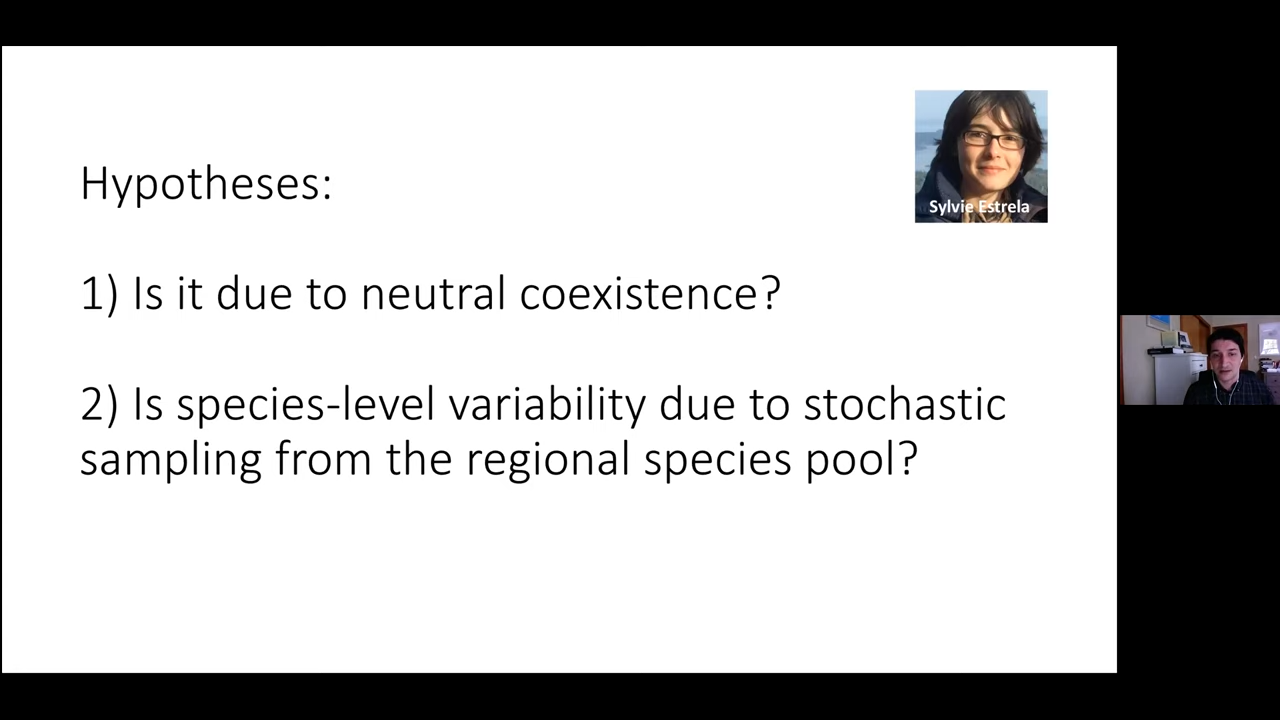 Sylvie Estrela
Hypotheses:
1) Is it due to neutral coexistence?
2) Is species-level variability due to stochastic
sampling from the regional species pool?